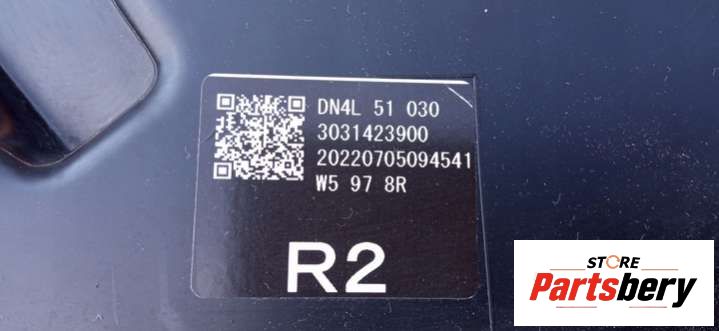 DN4L 51 030
3031423900
20220705094541
W5 97 8R
R2
STORE
Partsbery